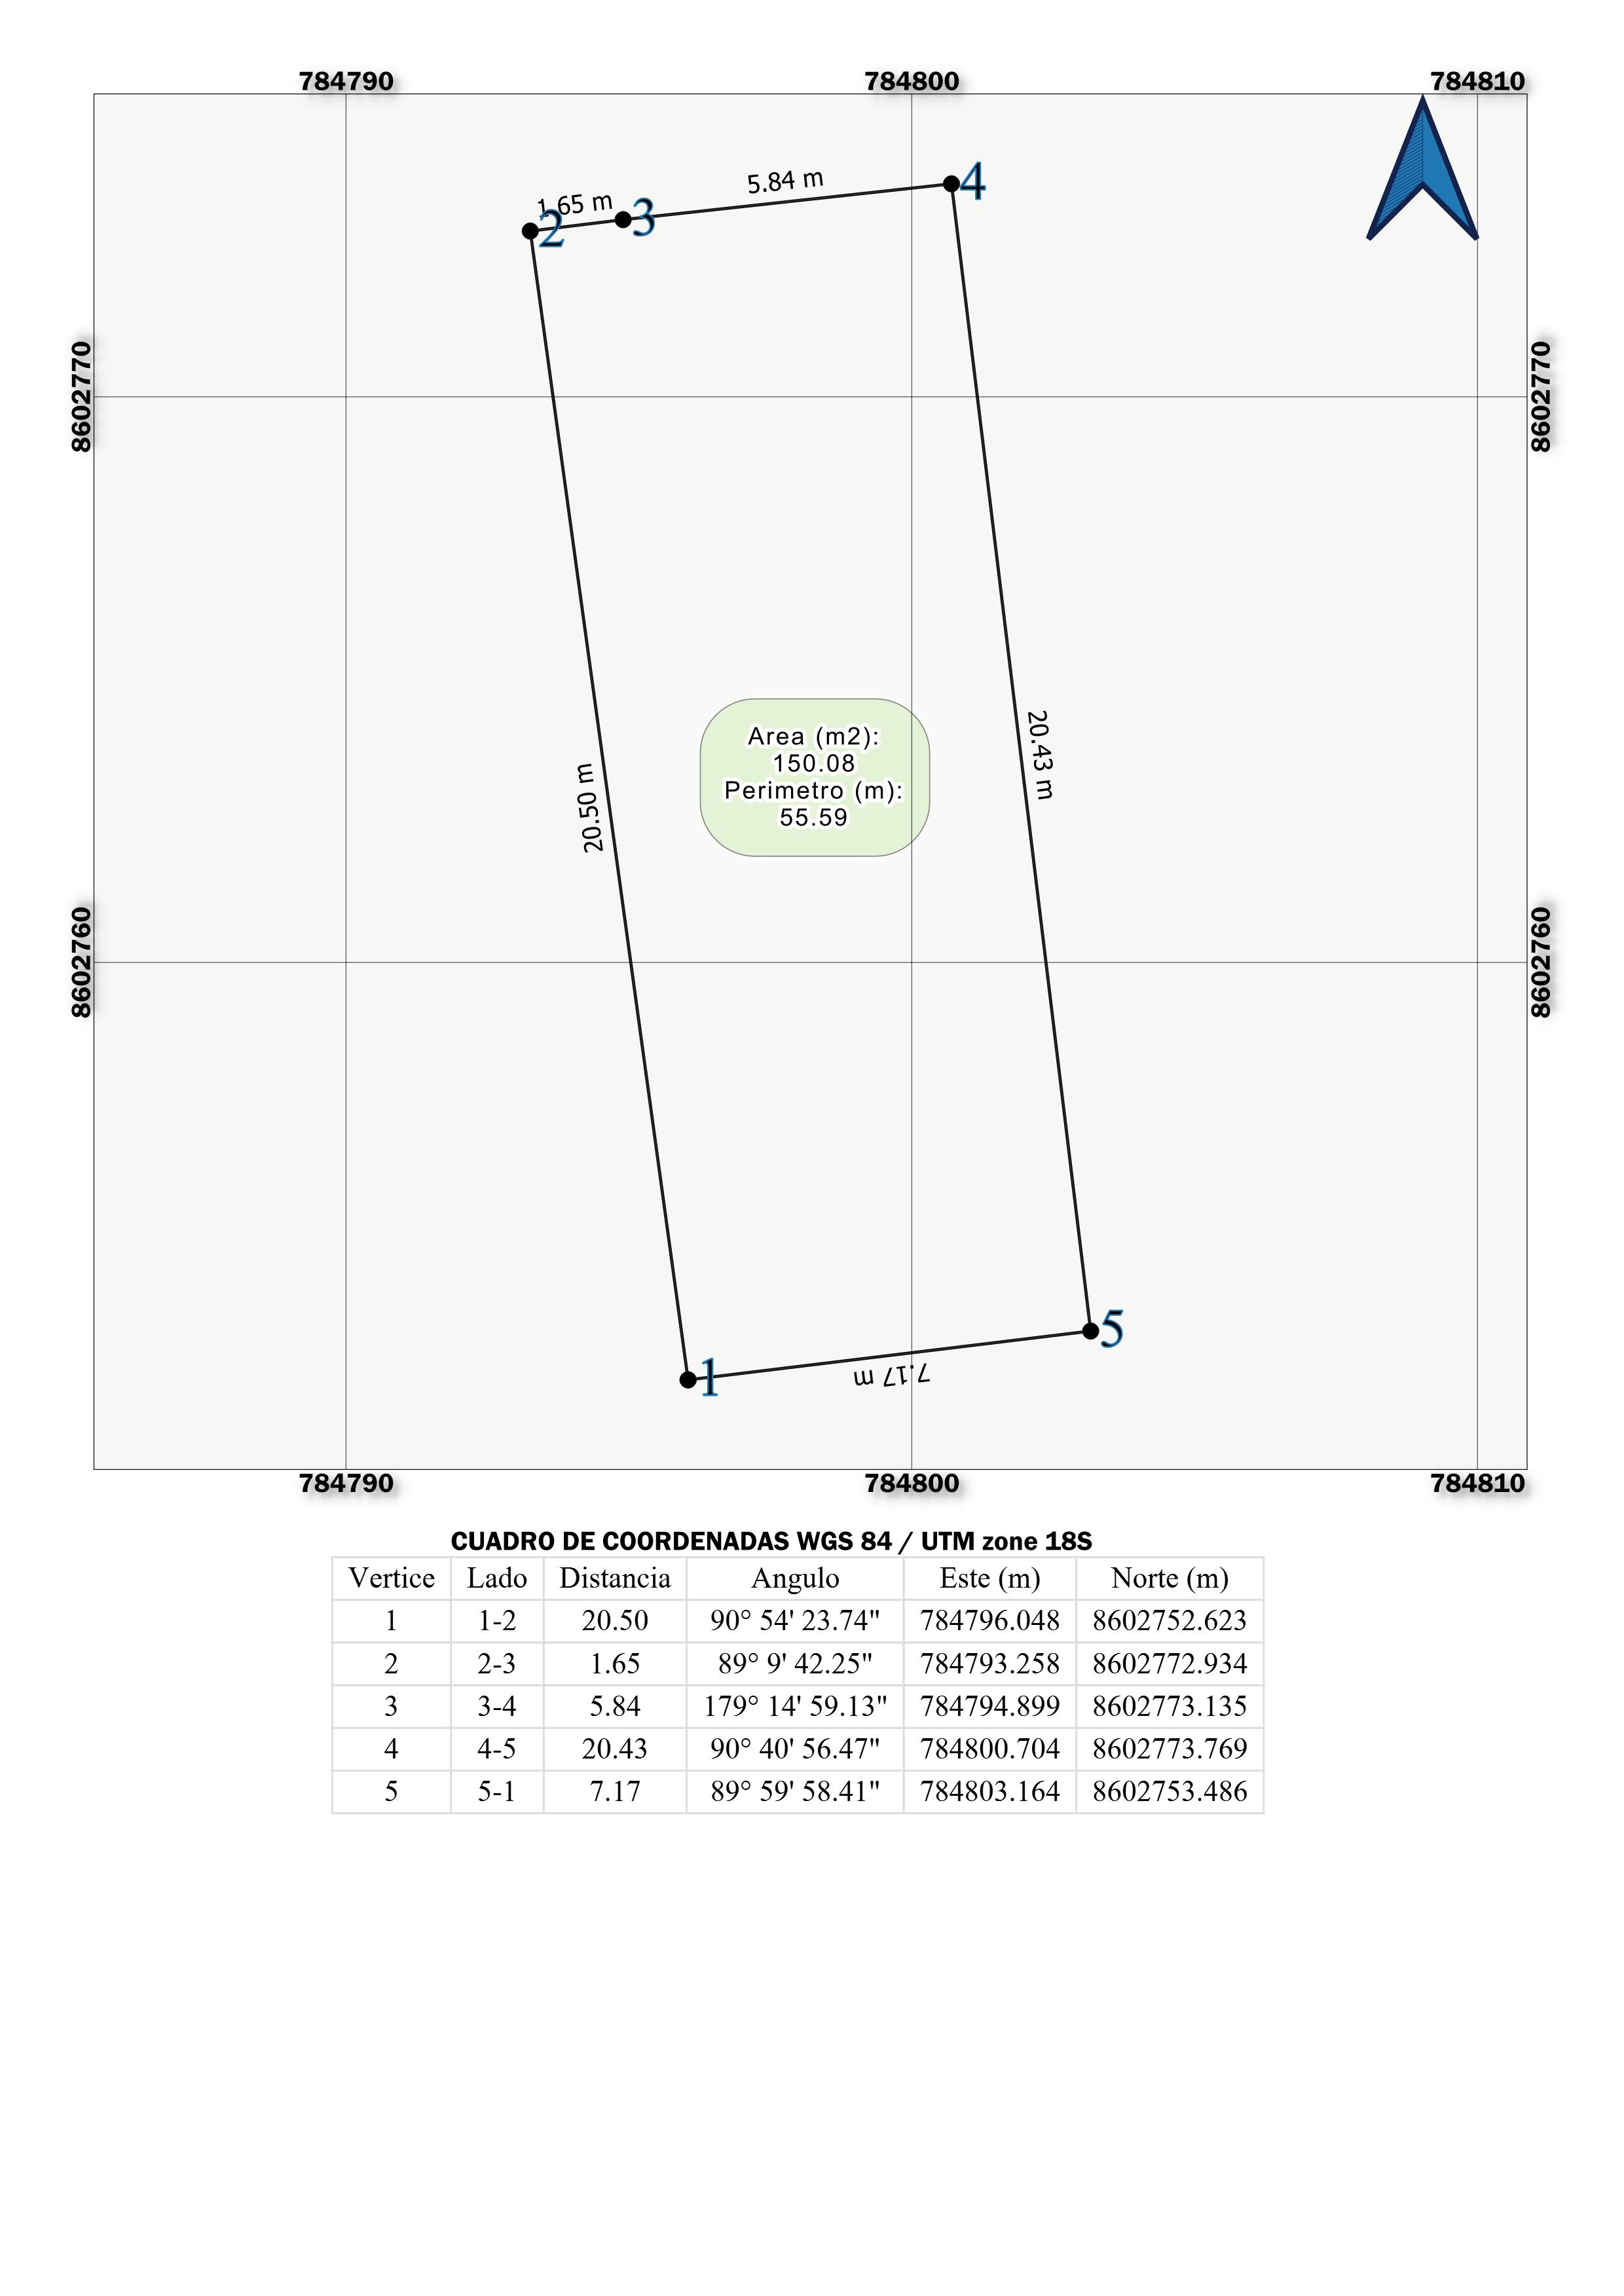 784790 784800 784810
1.65 m
5.84 m
2
3
4
8602770
8602770
20.50 m
20.43 m
Area (m2):
150.08
Perimetro (m):
55.59
8602760
8602760
1
5
7.17 m
784790 784800 784810
CUADRO DE COORDENADAS WGS 84 / UTM zone 18S
Vertice Lado Distancia Angulo Este (m) Norte (m)
1 1-2 20.50 90° 54' 23.74" 784796.048 8602752.623
2 2-3 1.65 89° 9' 42.25" 784793.258 8602772.934
3 3-4 5.84 179° 14' 59.13" 784794.899 8602773.135
4 4-5 20.43 90° 40' 56.47" 784800.704 8602773.769
5 5-1 7.17 89° 59' 58.41" 784803.164 8602753.486